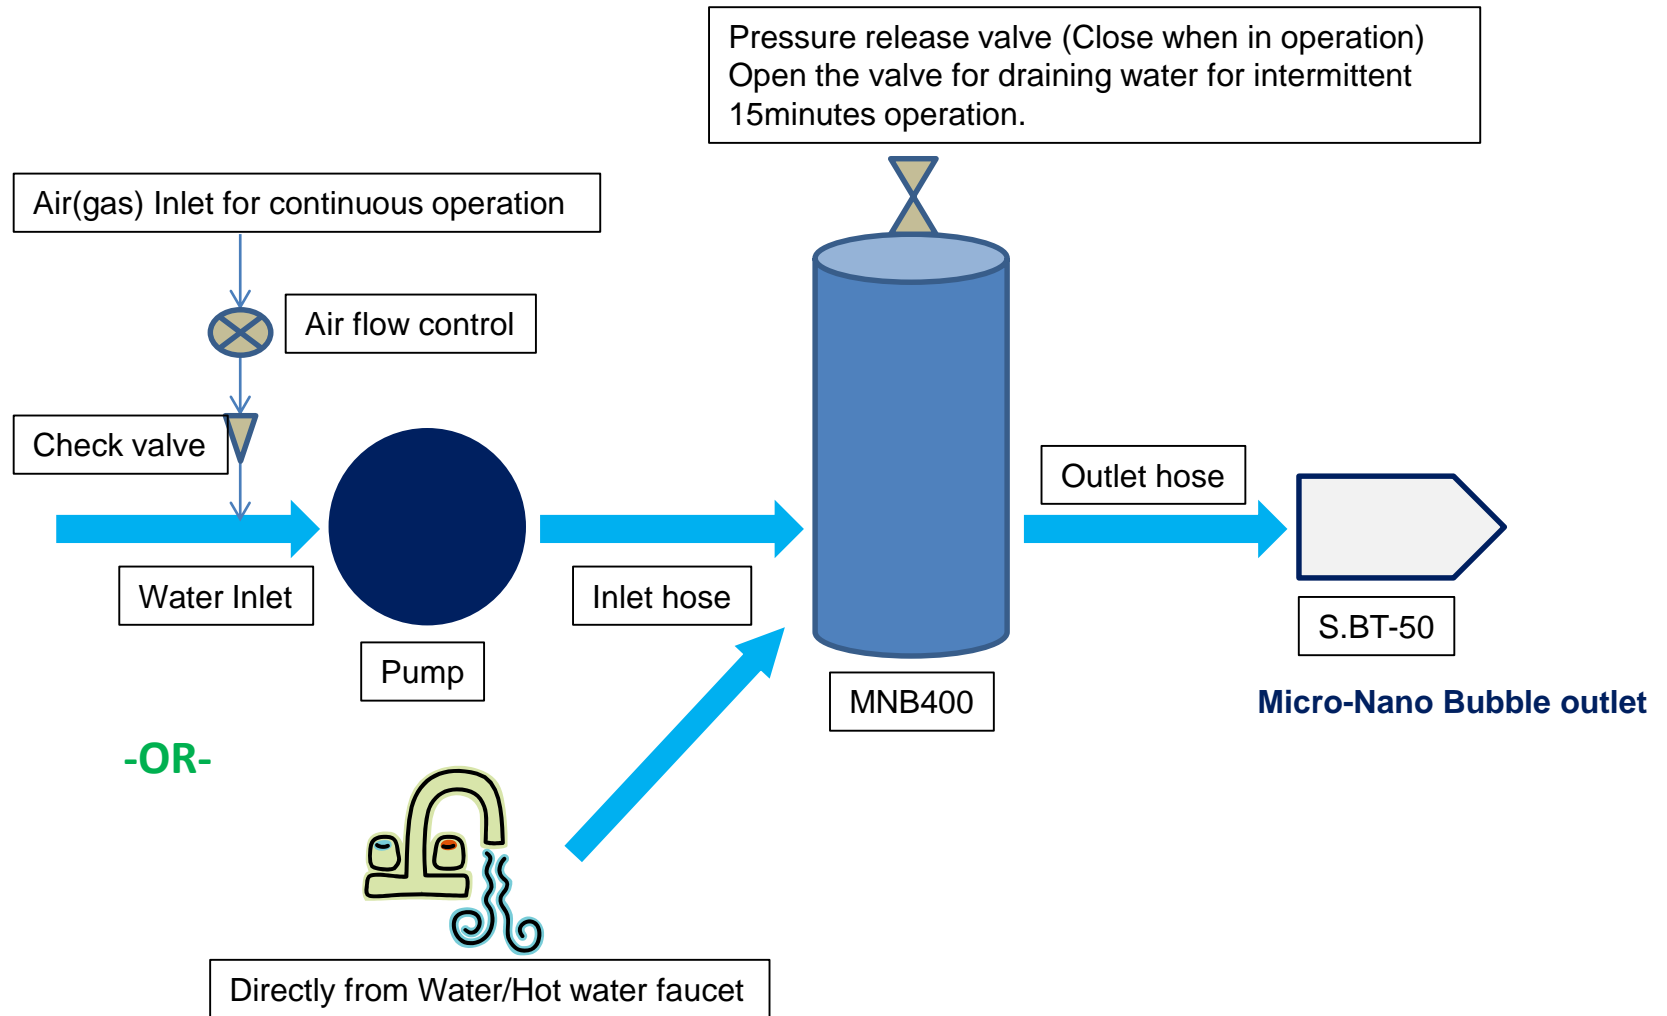 Pressure release valve (Close when in operation)
Open the valve for draining water for intermittent
15minutes operation.
Air(gas) Inlet for continuous operation
Air flow control
Check valve
Outlet hose
Water Inlet
Inlet hose
S.BT-50
Pump
MNB400
Micro-Nano Bubble outlet
-OR-
Directly from Water/Hot water faucet